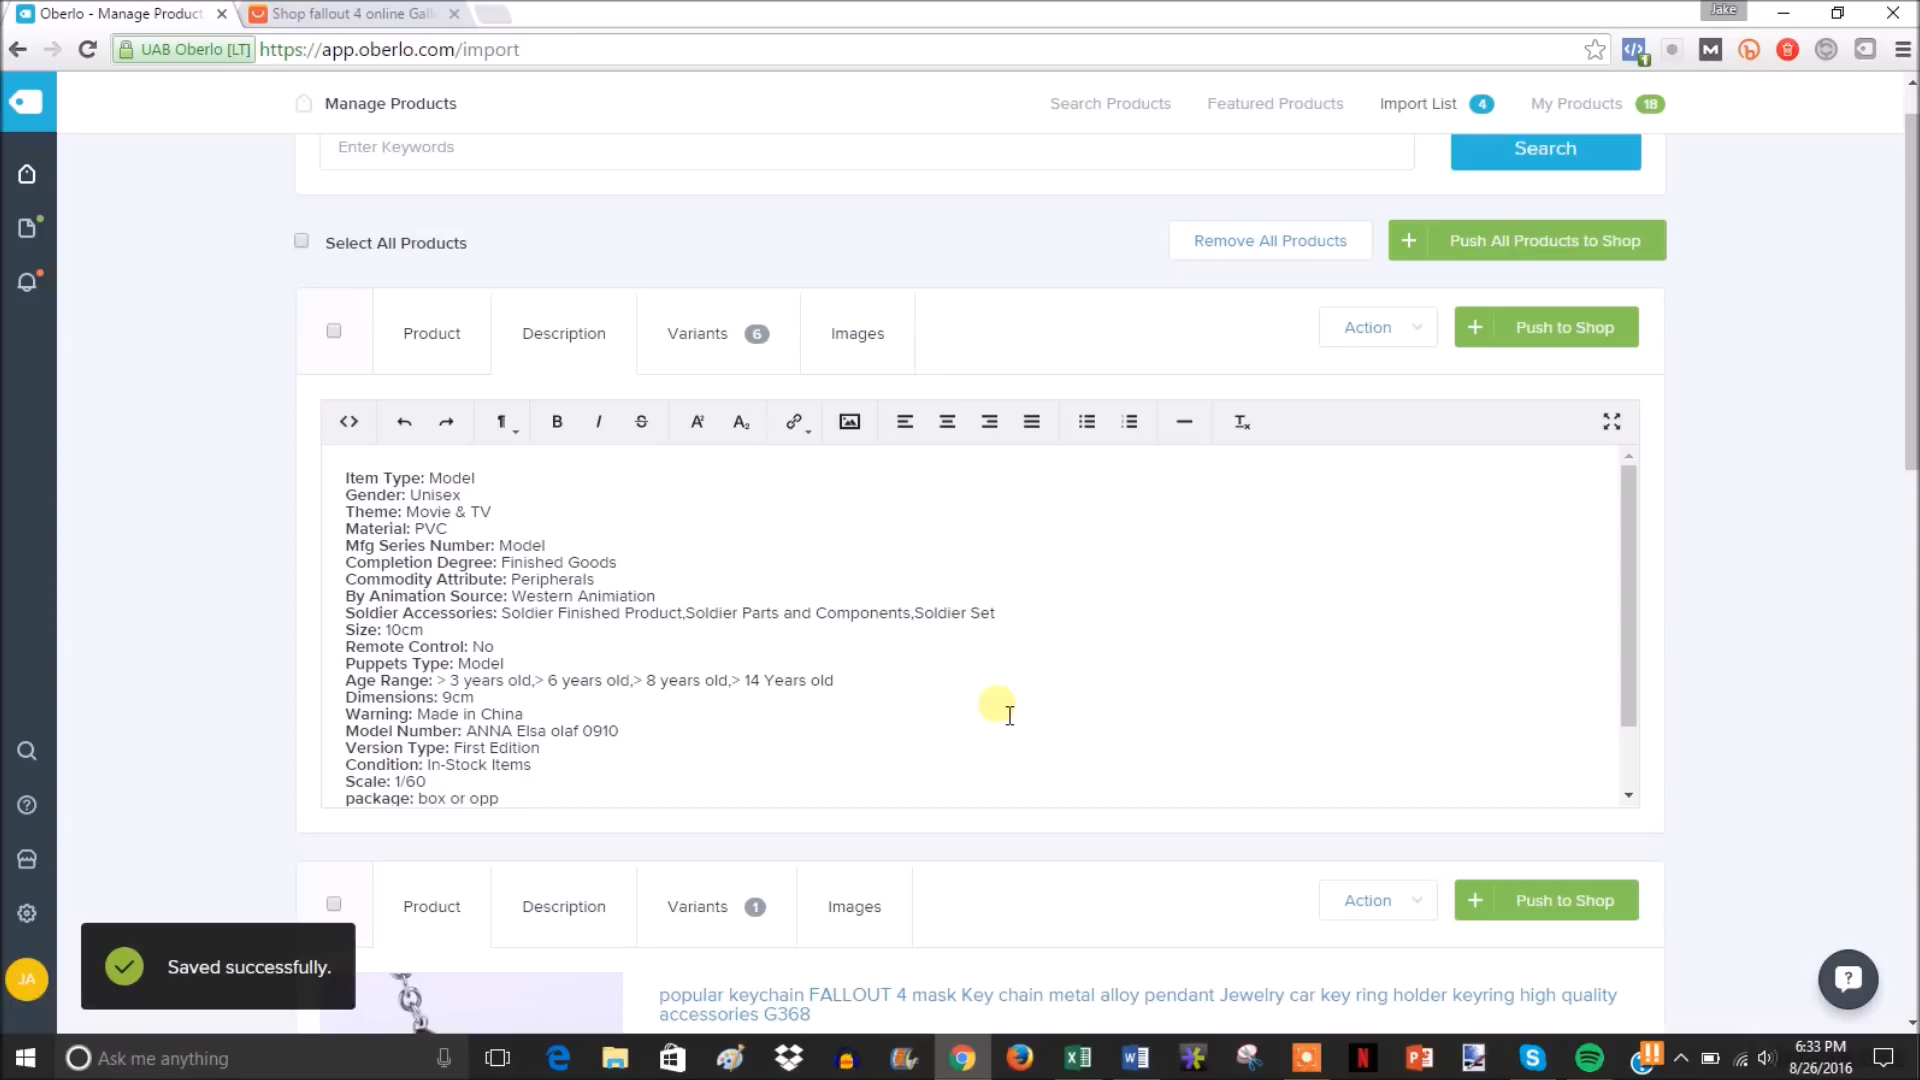 Oberlo - Manage Product
Shop fallout 4 online Gall
Jake
UAB Oberlo [LT]
https://app.oberlo.com/import
1
Manage Products
Search Products
Featured Products
Import List 4
My Products 18
Enter Keywords
Search
Select All Products
Remove All Products
+ Push All Products to Shop
Product
Description
Variants 6
Images
Action
+ Push to Shop
Item Type: Model
Gender: Unisex
Theme: Movie & TV
Material: PVC
Mfg Series Number: Model
Completion Degree: Finished Goods
Commodity Attribute: Peripherals
By Animation Source: Western Animiation
Soldier Accessories: Soldier Finished Product,Soldier Parts and Components,Soldier Set
Size: 10cm
Remote Control: No
Puppets Type: Model
Age Range: > 3 years old,> 6 years old,> 8 years old,> 14 Years old
Dimensions: 9cm
Warning: Made in China
Model Number: ANNA Elsa olaf 0910
Version Type: First Edition
Condition: In-Stock Items
Scale: 1/60
package: box or opp
Product
Description
Variants 1
Images
Action
+ Push to Shop
popular keychain FALLOUT 4 mask Key chain metal alloy pendant Jewelry car key ring holder keyring high quality
accessories G368
JA
Saved successfully.
Ask me anything
6:33 PM
8/26/2016